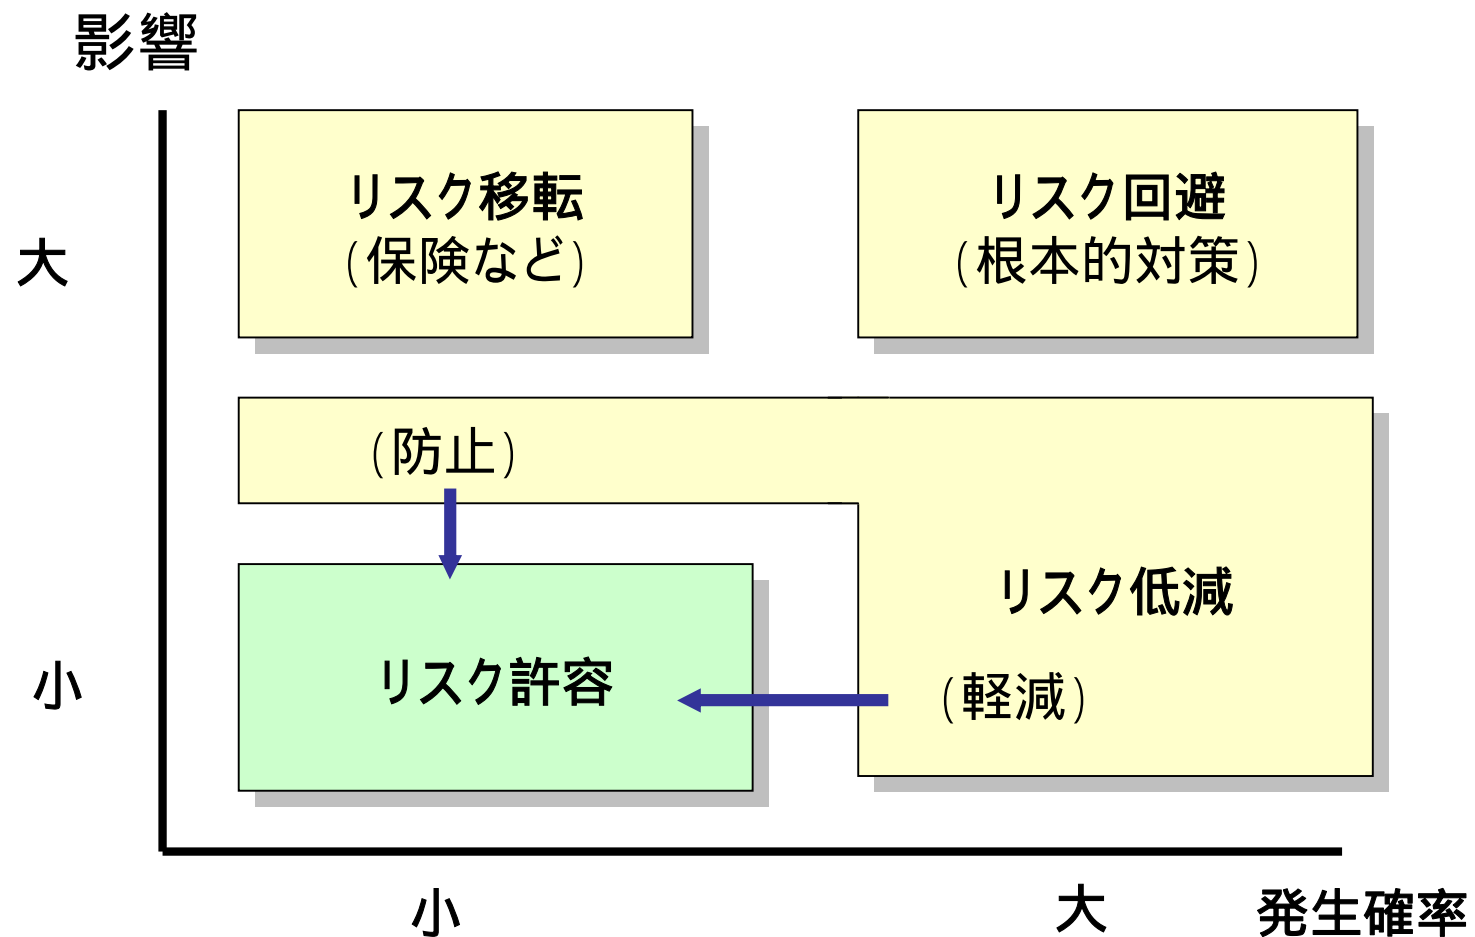 影響
大
リスク移転
(保険など)
リスク回避
(根本的対策)
(防止)
リスク低減
小
リスク許容
(軽減)
小
大
発生確率